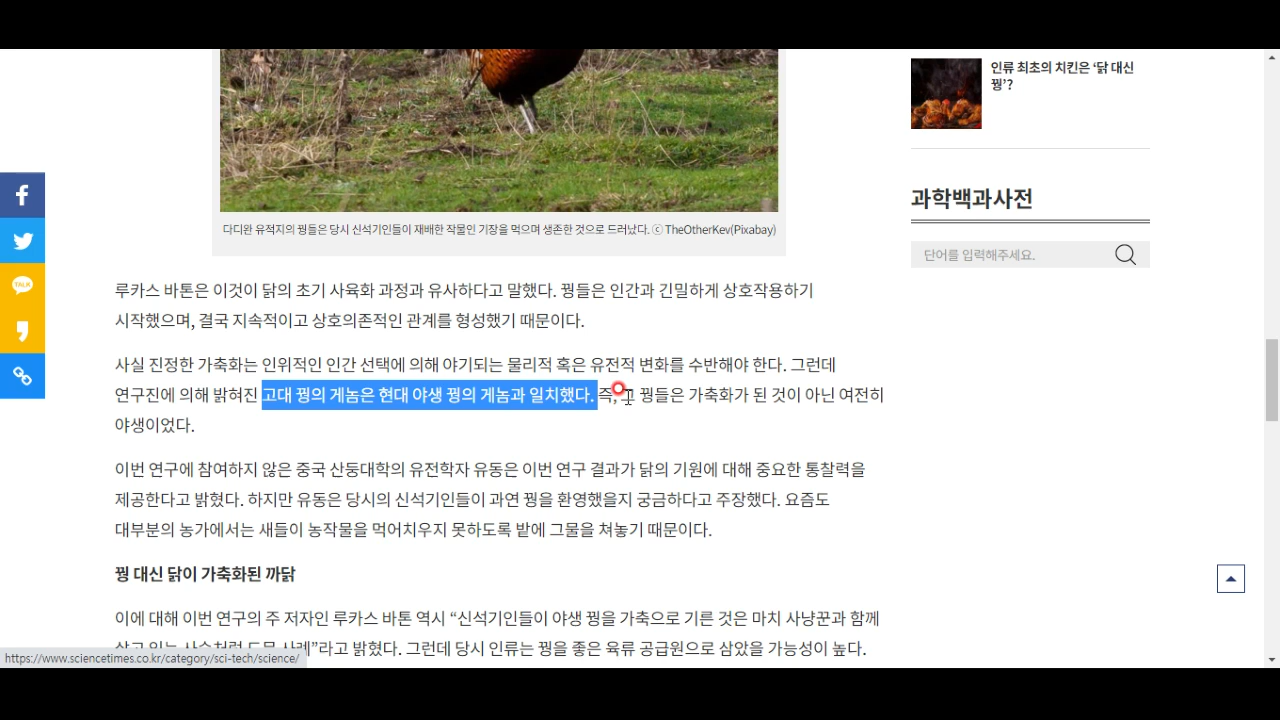 인류 최초의 치킨은 ‘닭 대신
꿩’?
과학백과사전
단어를 입력해주세요.
TALK
다디완 유적지의 꿩들은 당시 신석기인들이 재배한 작물인 기장을 먹으며 생존한 것으로 드러났다. ⓒ TheOtherKev(Pixabay)
루카스 바톤은 이것이 닭의 초기 사육화 과정과 유사하다고 말했다. 꿩들은 인간과 긴밀하게 상호작용하기
시작했으며, 결국 지속적이고 상호의존적인 관계를 형성했기 때문이다.
사실 진정한 가축화는 인위적인 인간 선택에 의해 야기되는 물리적 혹은 유전적 변화를 수반해야 한다. 그런데
연구진에 의해 밝혀진 고대 꿩의 게놈은 현대 야생 꿩의 게놈과 일치했다. 즉, 그 꿩들은 가축화가 된 것이 아닌 여전히
야생이었다.
이번 연구에 참여하지 않은 중국 산둥대학의 유전학자 유동은 이번 연구 결과가 닭의 기원에 대해 중요한 통찰력을
제공한다고 밝혔다. 하지만 유동은 당시의 신석기인들이 과연 꿩을 환영했을지 궁금하다고 주장했다. 요즘도
대부분의 농가에서는 새들이 농작물을 먹어치우지 못하도록 밭에 그물을 쳐놓기 때문이다.
꿩 대신 닭이 가축화된 까닭
이에 대해 이번 연구의 주 저자인 루카스 바톤 역시 “신석기인들이 야생 꿩을 가축으로 기른 것은 마치 사냥꾼과 함께
살고 있는 사슴처럼 드문 사례”라고 밝혔다. 그런데 당시 인류는 꿩을 좋은 육류 공급원으로 삼았을 가능성이 높다.
https://www.sciencetimes.co.kr/category/sci-tech/science/